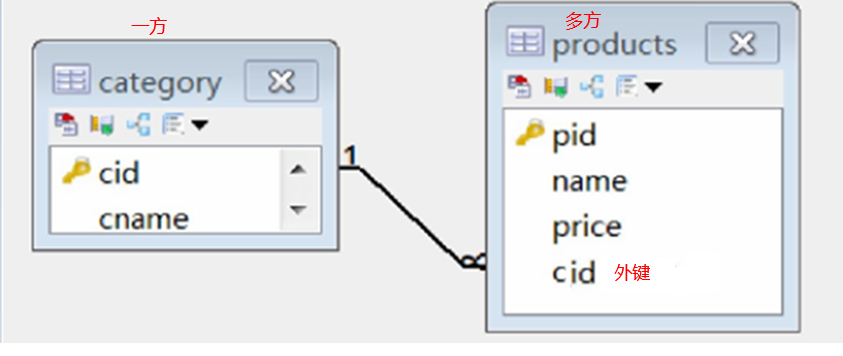 一方
category
cid
cname
1
多方
products
pid
name
price
cid 外键